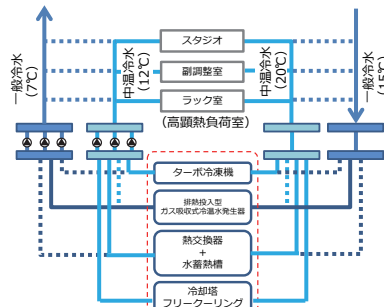 一般冷水
(7℃)
中温冷水
(12℃)
スタジオ
副調整室
ラック室
(高顕熱負荷室)
中温冷水
(20℃)
一般冷水
(15℃)
ターボ冷凍機
排熱投入型
ガス吸収式冷温水発生器
熱交換器
+
水蓄熱槽
冷却塔
フリークーリング